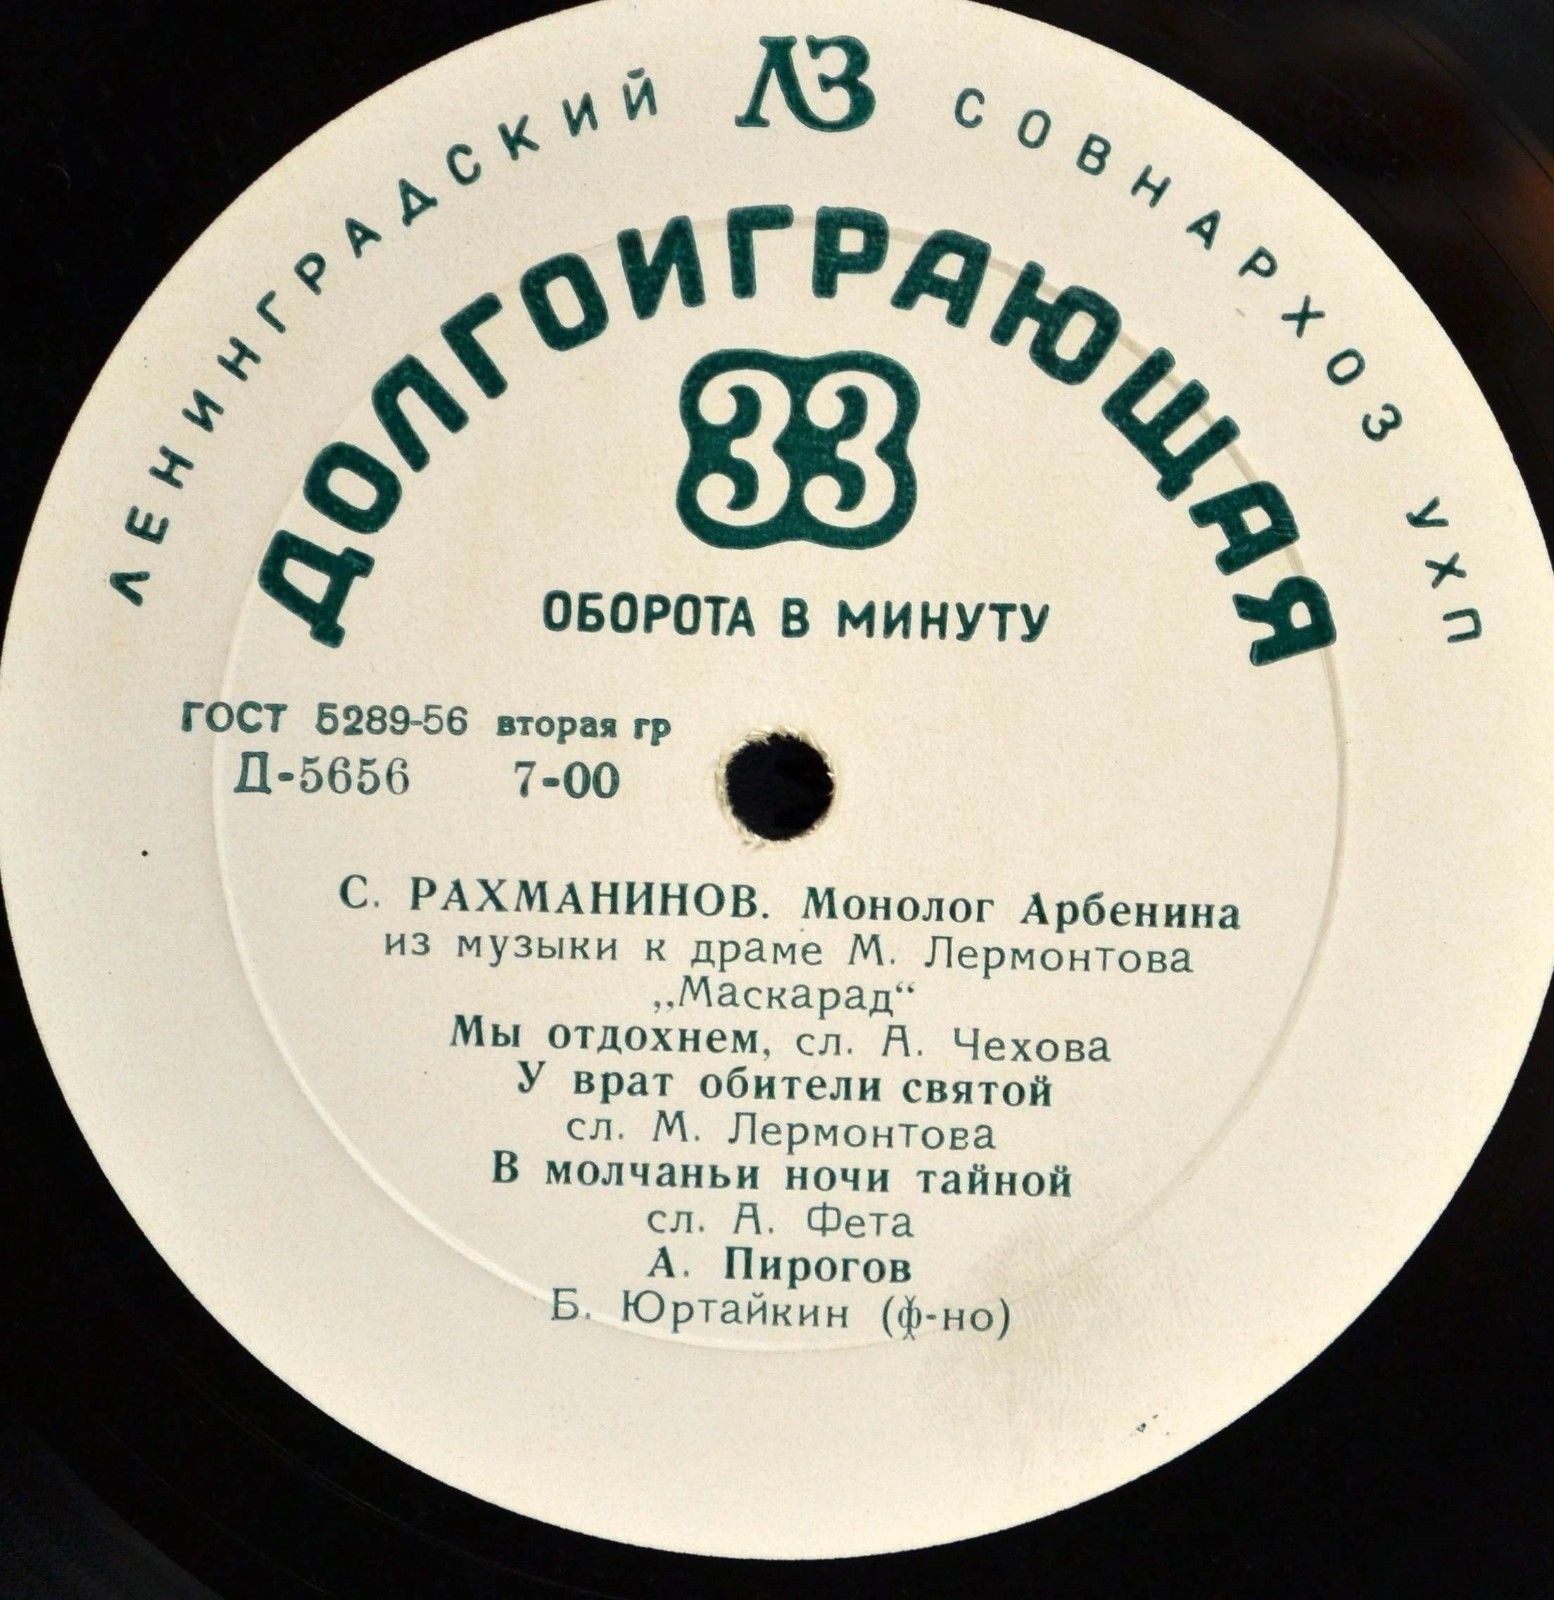 ЛЕНИНГРАДСКИЙ ЛЗ СОВНАРХОЗ УХП
ДОЛГОИГРАЮЩАЯ
33
ОБОРОТА В МИНУТУ
ГОСТ 5289-56 вторая гр
Д-5656 7-00
С. РАХМАНИНОВ. Монолог Арбенина
из музыки к драме М. Лермонтова
„Маскарад“
Мы отдохнем, сл. А. Чехова
У врат обители святой
сл. М. Лермонтова
В молчаньи ночи тайной
сл. А. Фета
А. Пирогов
Б. Юртайкин (ф-но)